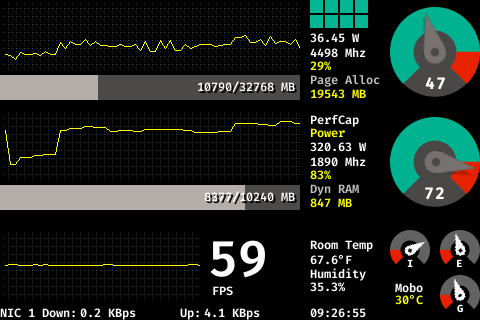 36.45 W
4498 Mhz
29%
Page Alloc
19543 MB
10790/32768 MB
47
PerfCap
Power
320.63 W
1890 Mhz
83%
Dyn RAM
847 MB
8377/10240 MB
72
59
FPS
Room Temp
67.6°F
Humidity
35.3%
I
E
Mobo
30°C
G
NIC 1 Down: 0.2 KBps Up: 4.1 KBps
09:26:55